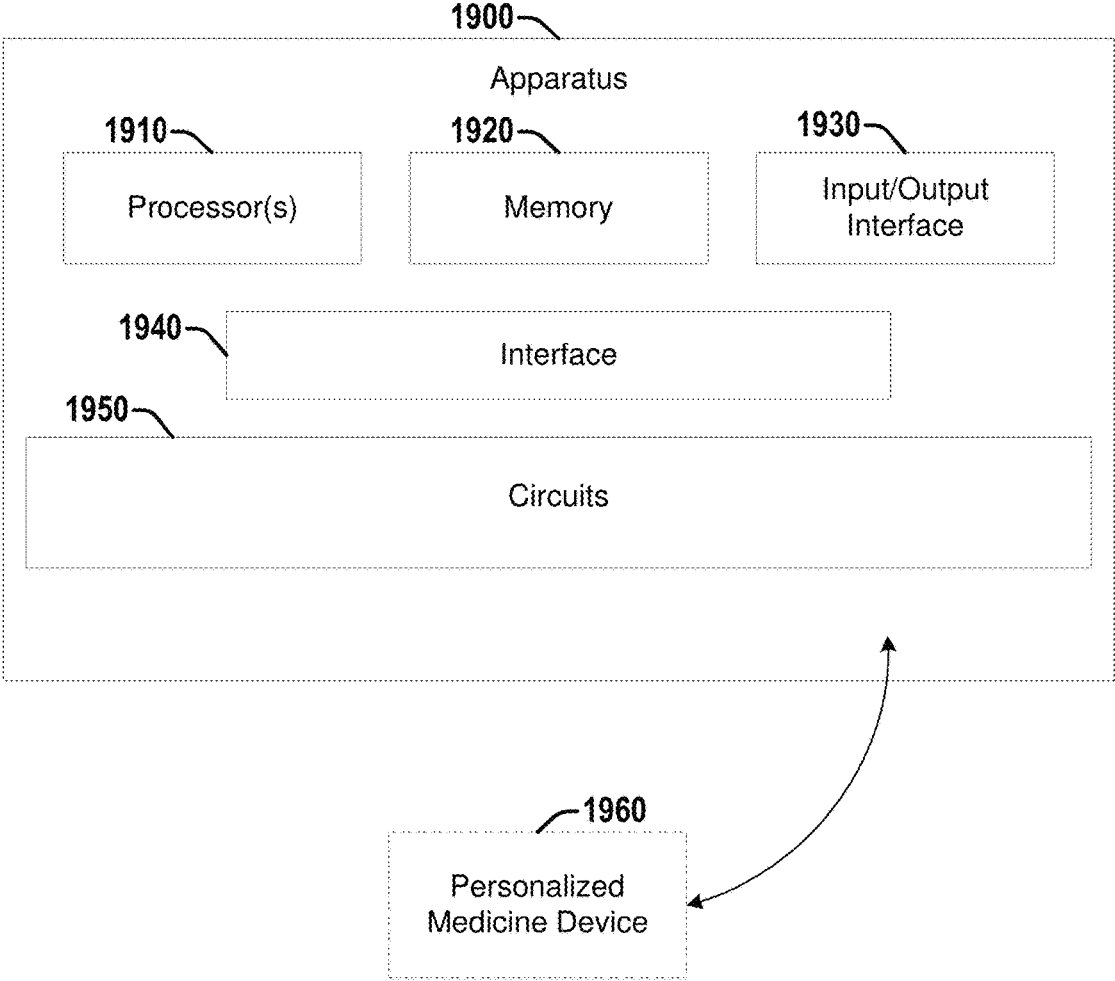 1900
Apparatus
1910
1920
1930
Processor(s)
Memory
Input/Output
Interface
1940
Interface
1950
Circuits
1960
Personalized
Medicine Device